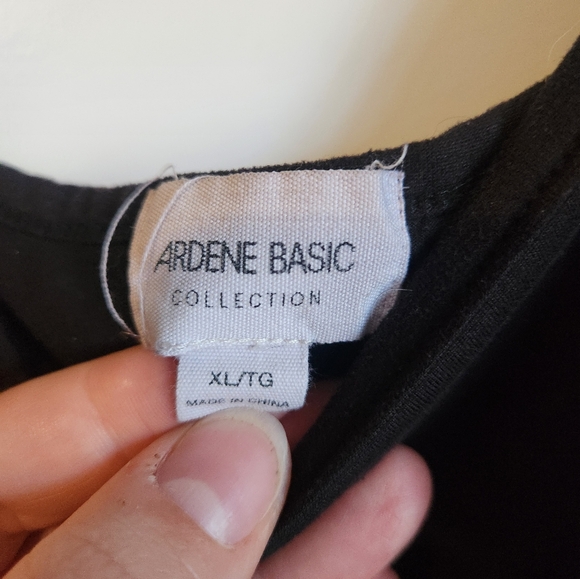 ARDENE BASIC
COLLECTION
XL/TG
MADE IN CHINA